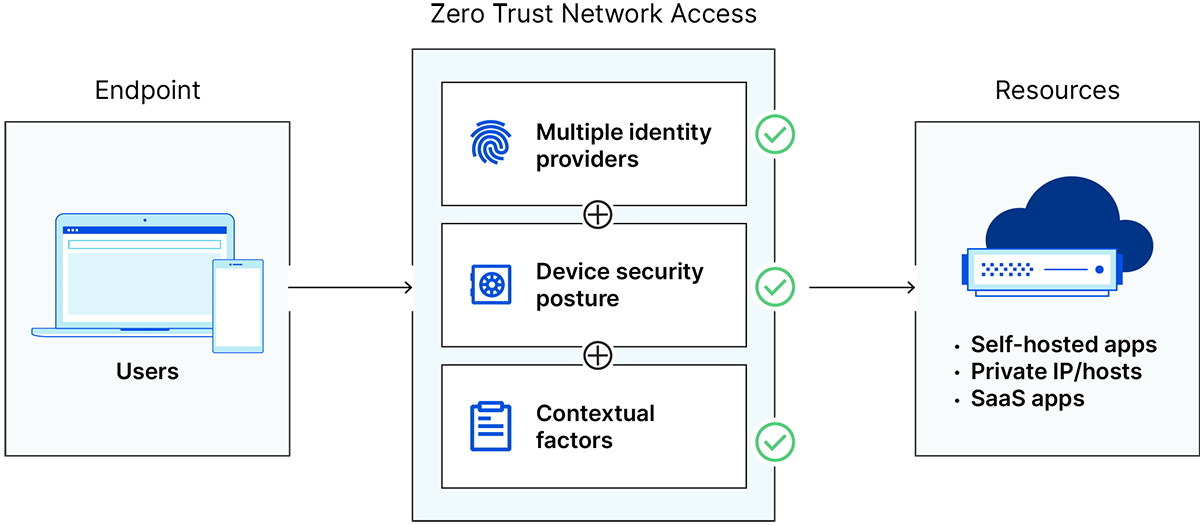 Zero Trust Network Access
Endpoint
Users
Multiple identity
providers
Device security
posture
Contextual
factors
Resources
· Self-hosted apps
· Private IP/hosts
· SaaS apps